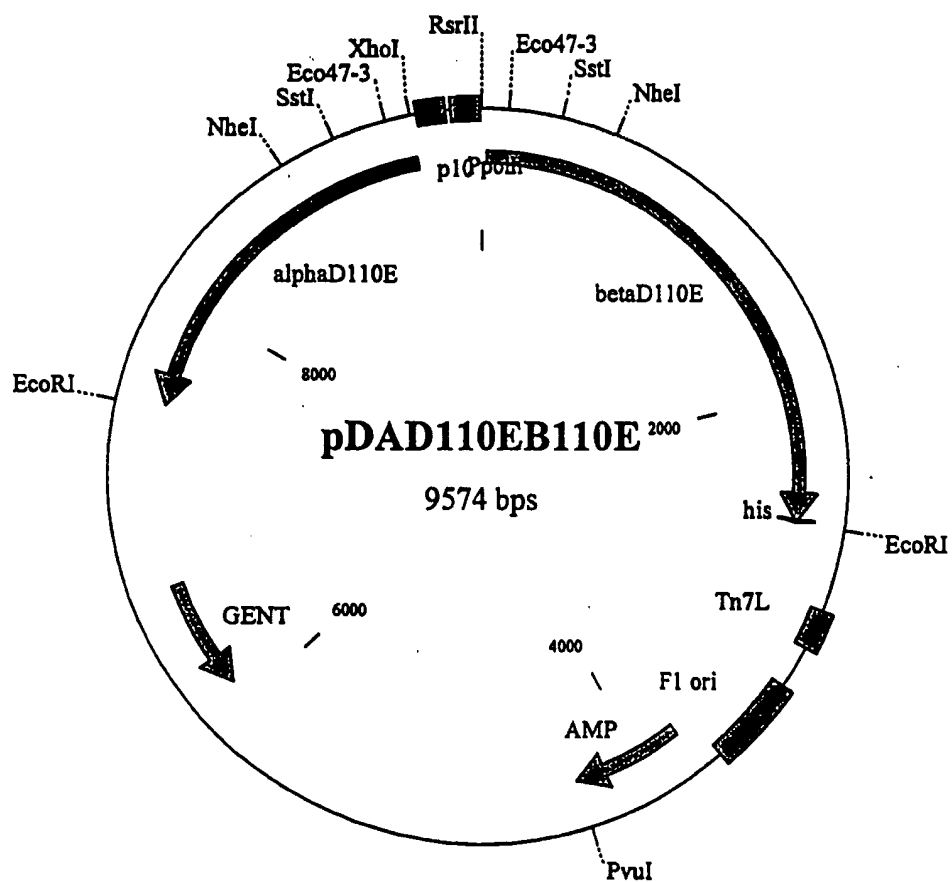 RsrII
XhoI
Eco47-3
Eco47-3
SstI
SstI
NheI
NheI
p10
PpolH
alphaD110E
betaD110E
EcoRI
8000
pDAD110EB110E
2000
9574 bps
his
EcoRI
Tn7L
GENT
6000
4000
F1 ori
AMP
PvuI